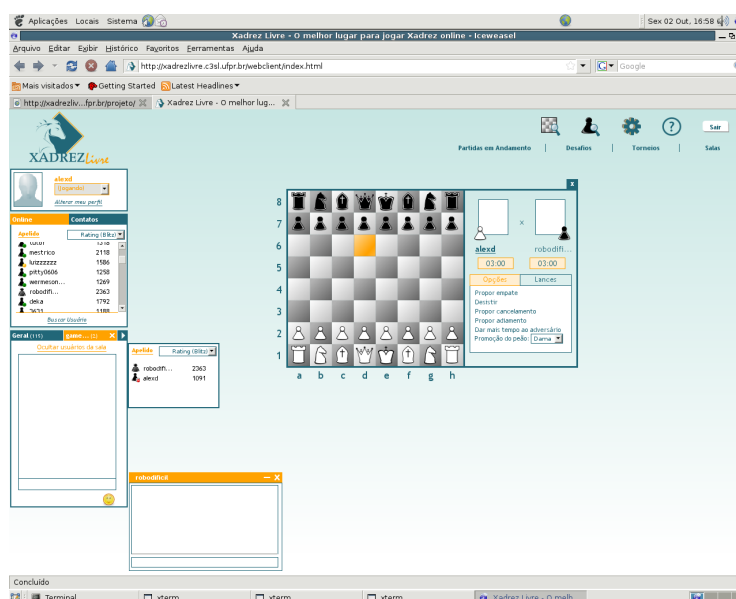 Aplicações Locais Sistema
Sex 02 Out, 16:58
Xadrez Livre - O melhor lugar para jogar Xadrez online - Iceweasel
Arquivo Editar Exibir Histórico Favoritos Ferramentas Ajuda
http://xadrezlivre.c3sl.ufpr.br/webclient/index.html
Google
Mais visitados Getting Started Latest Headlines
http://xadrezliv...fpr.br/projeto/ Xadrez Livre - O melhor lug...
XADREZ Livre
Partidas em Andamento | Desafios | Torneios | Salas
Sair
alexd
(Jogando)
Alterar meu perfil
Online Contatos
Apelido Rating (Blitz)
mestrico 2118
luizzzzzz 1586
pitty0606 1258
wermeson... 1269
robodifi... 2363
deka 1792
Buscar Usuário
Geral (115) game... (2) X
Ocultar usuários da sala
Apelido Rating (Blitz)
robodifi... 2363
alexd 1091
robodificil — X
8
7
6
5
4
3
2
1
a b c d e f g h
x
x
alexd robodifi...
03:00 03:00
Opções Lances
Propor empate
Desistir
Propor cancelamento
Propor adiamento
Dar mais tempo ao adversário
Promoção do peão: Dama
Concluído
Terminal xterm xterm xterm Xadrez Livre - O melh...